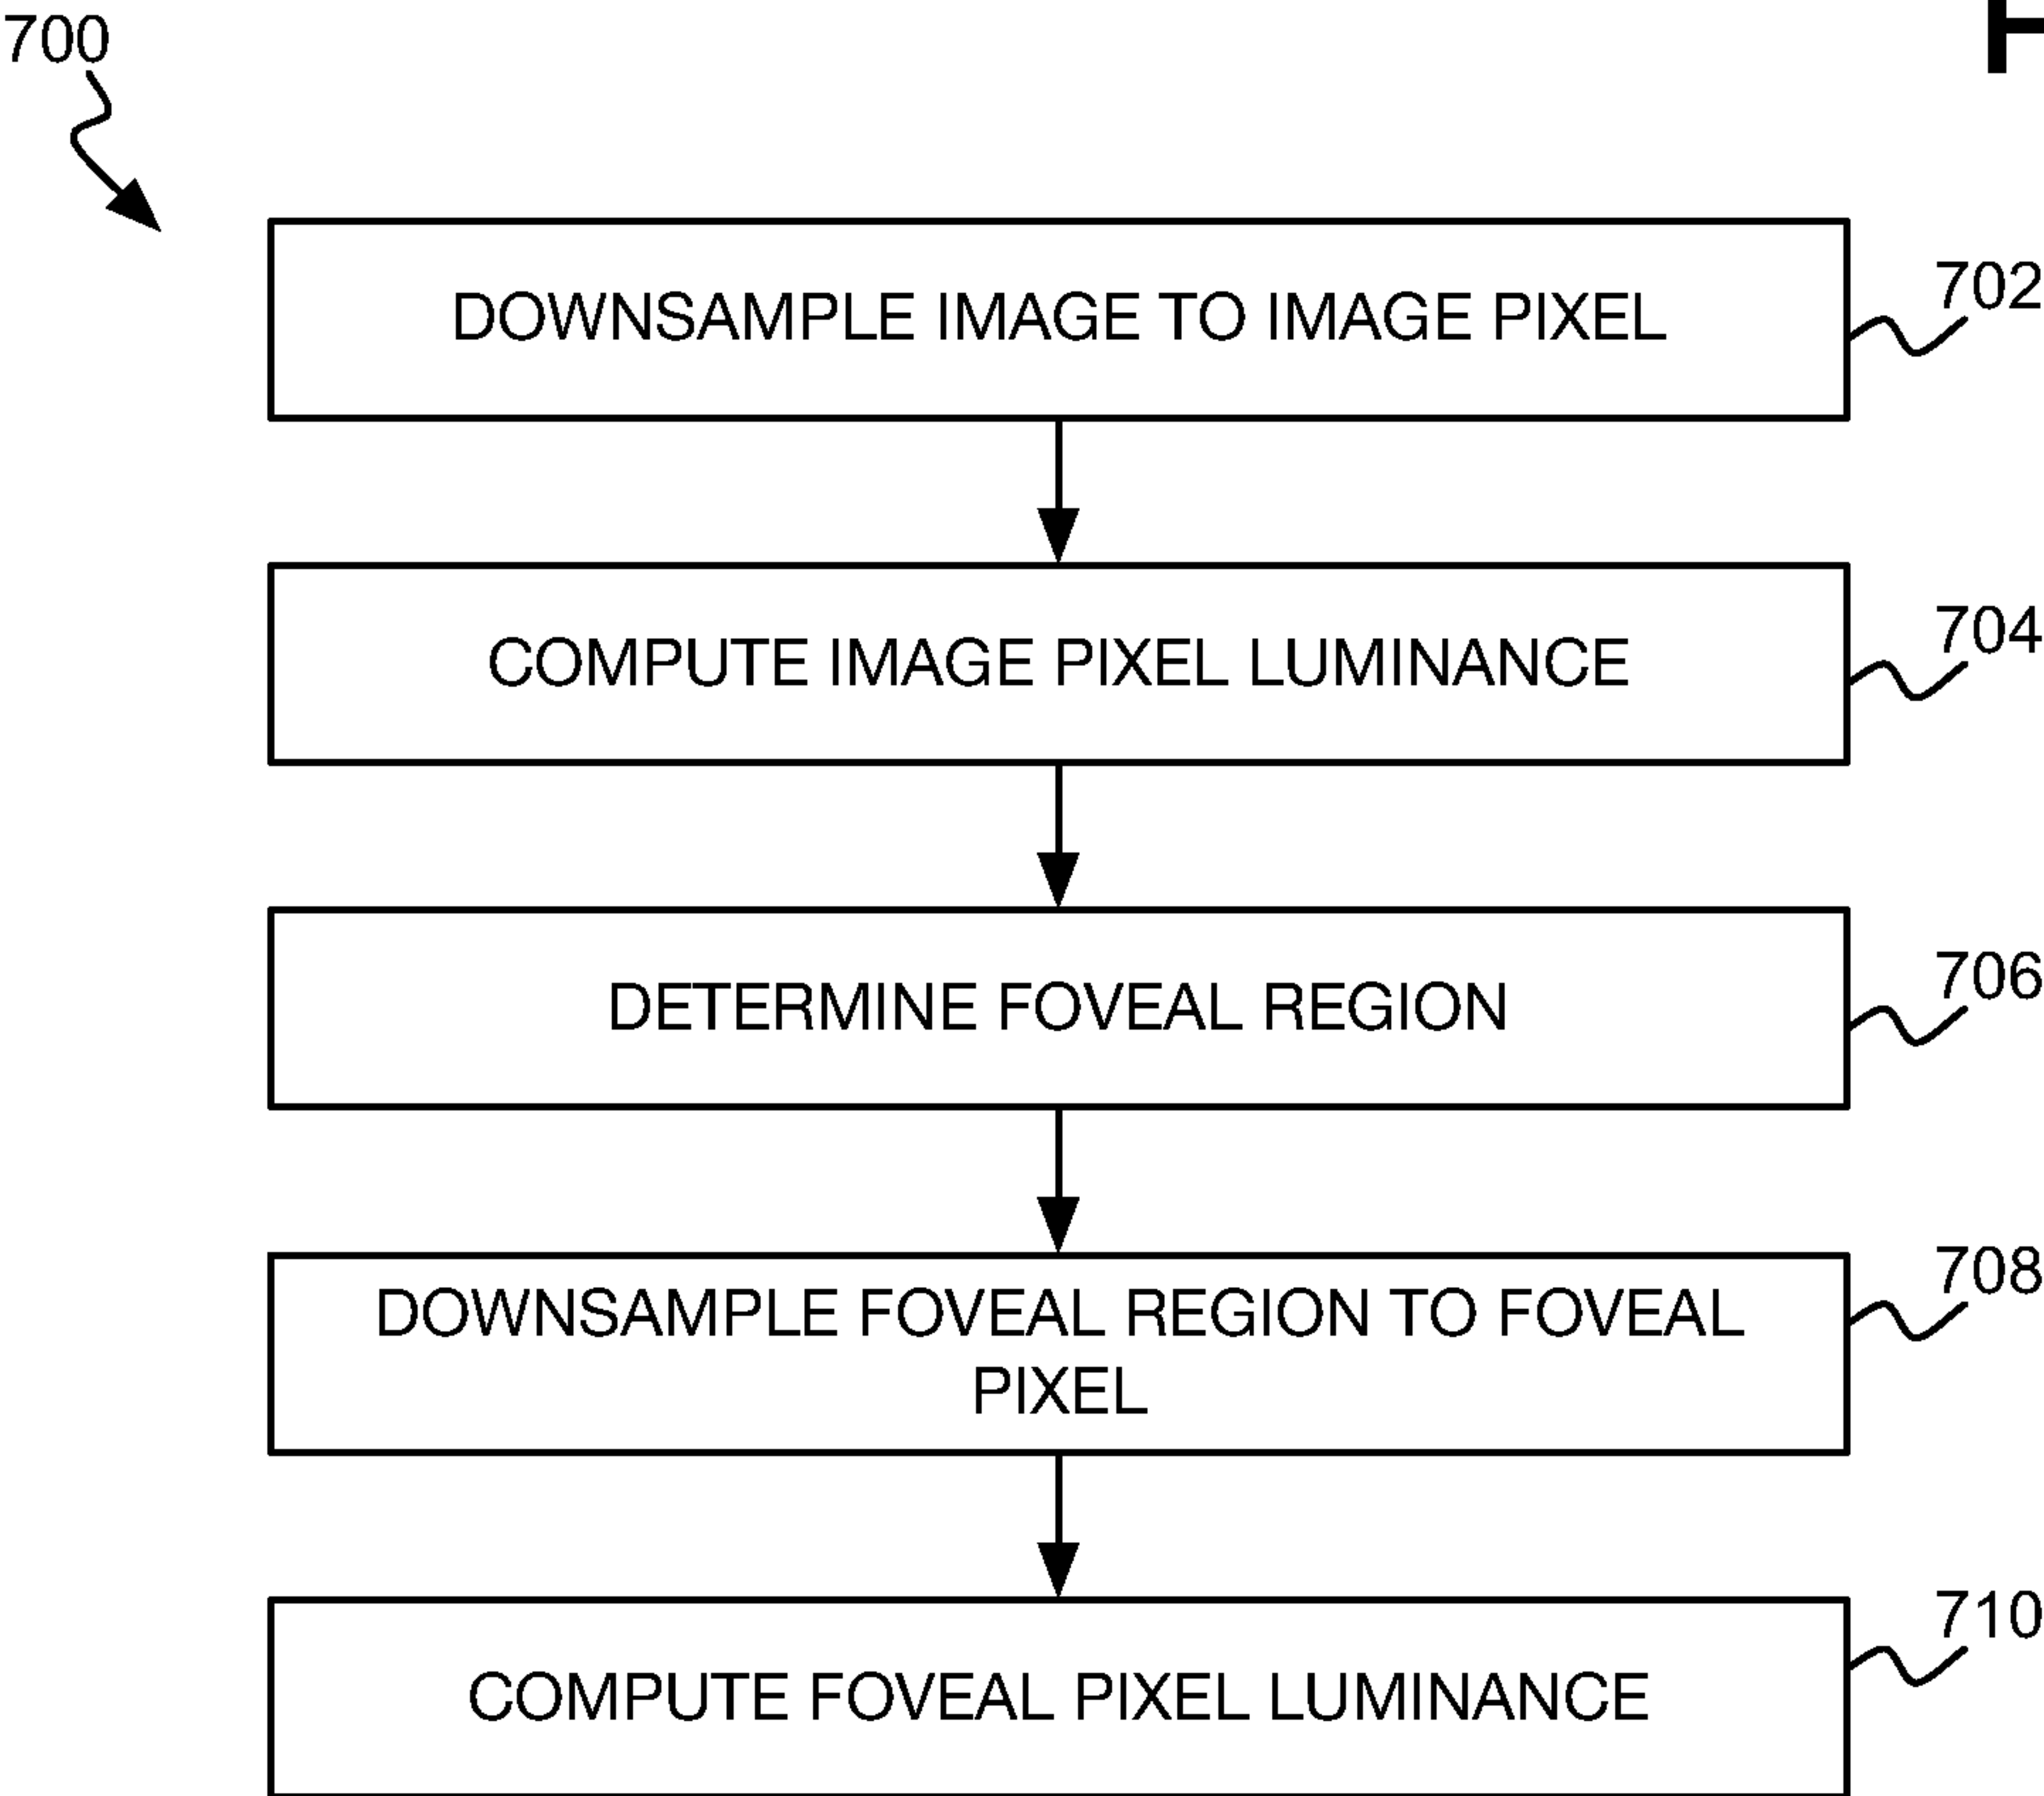 700
DOWNSAMPLE IMAGE TO IMAGE PIXEL
702
COMPUTE IMAGE PIXEL LUMINANCE
704
DETERMINE FOVEAL REGION
706
DOWNSAMPLE FOVEAL REGION TO FOVEAL
PIXEL
708
COMPUTE FOVEAL PIXEL LUMINANCE
710